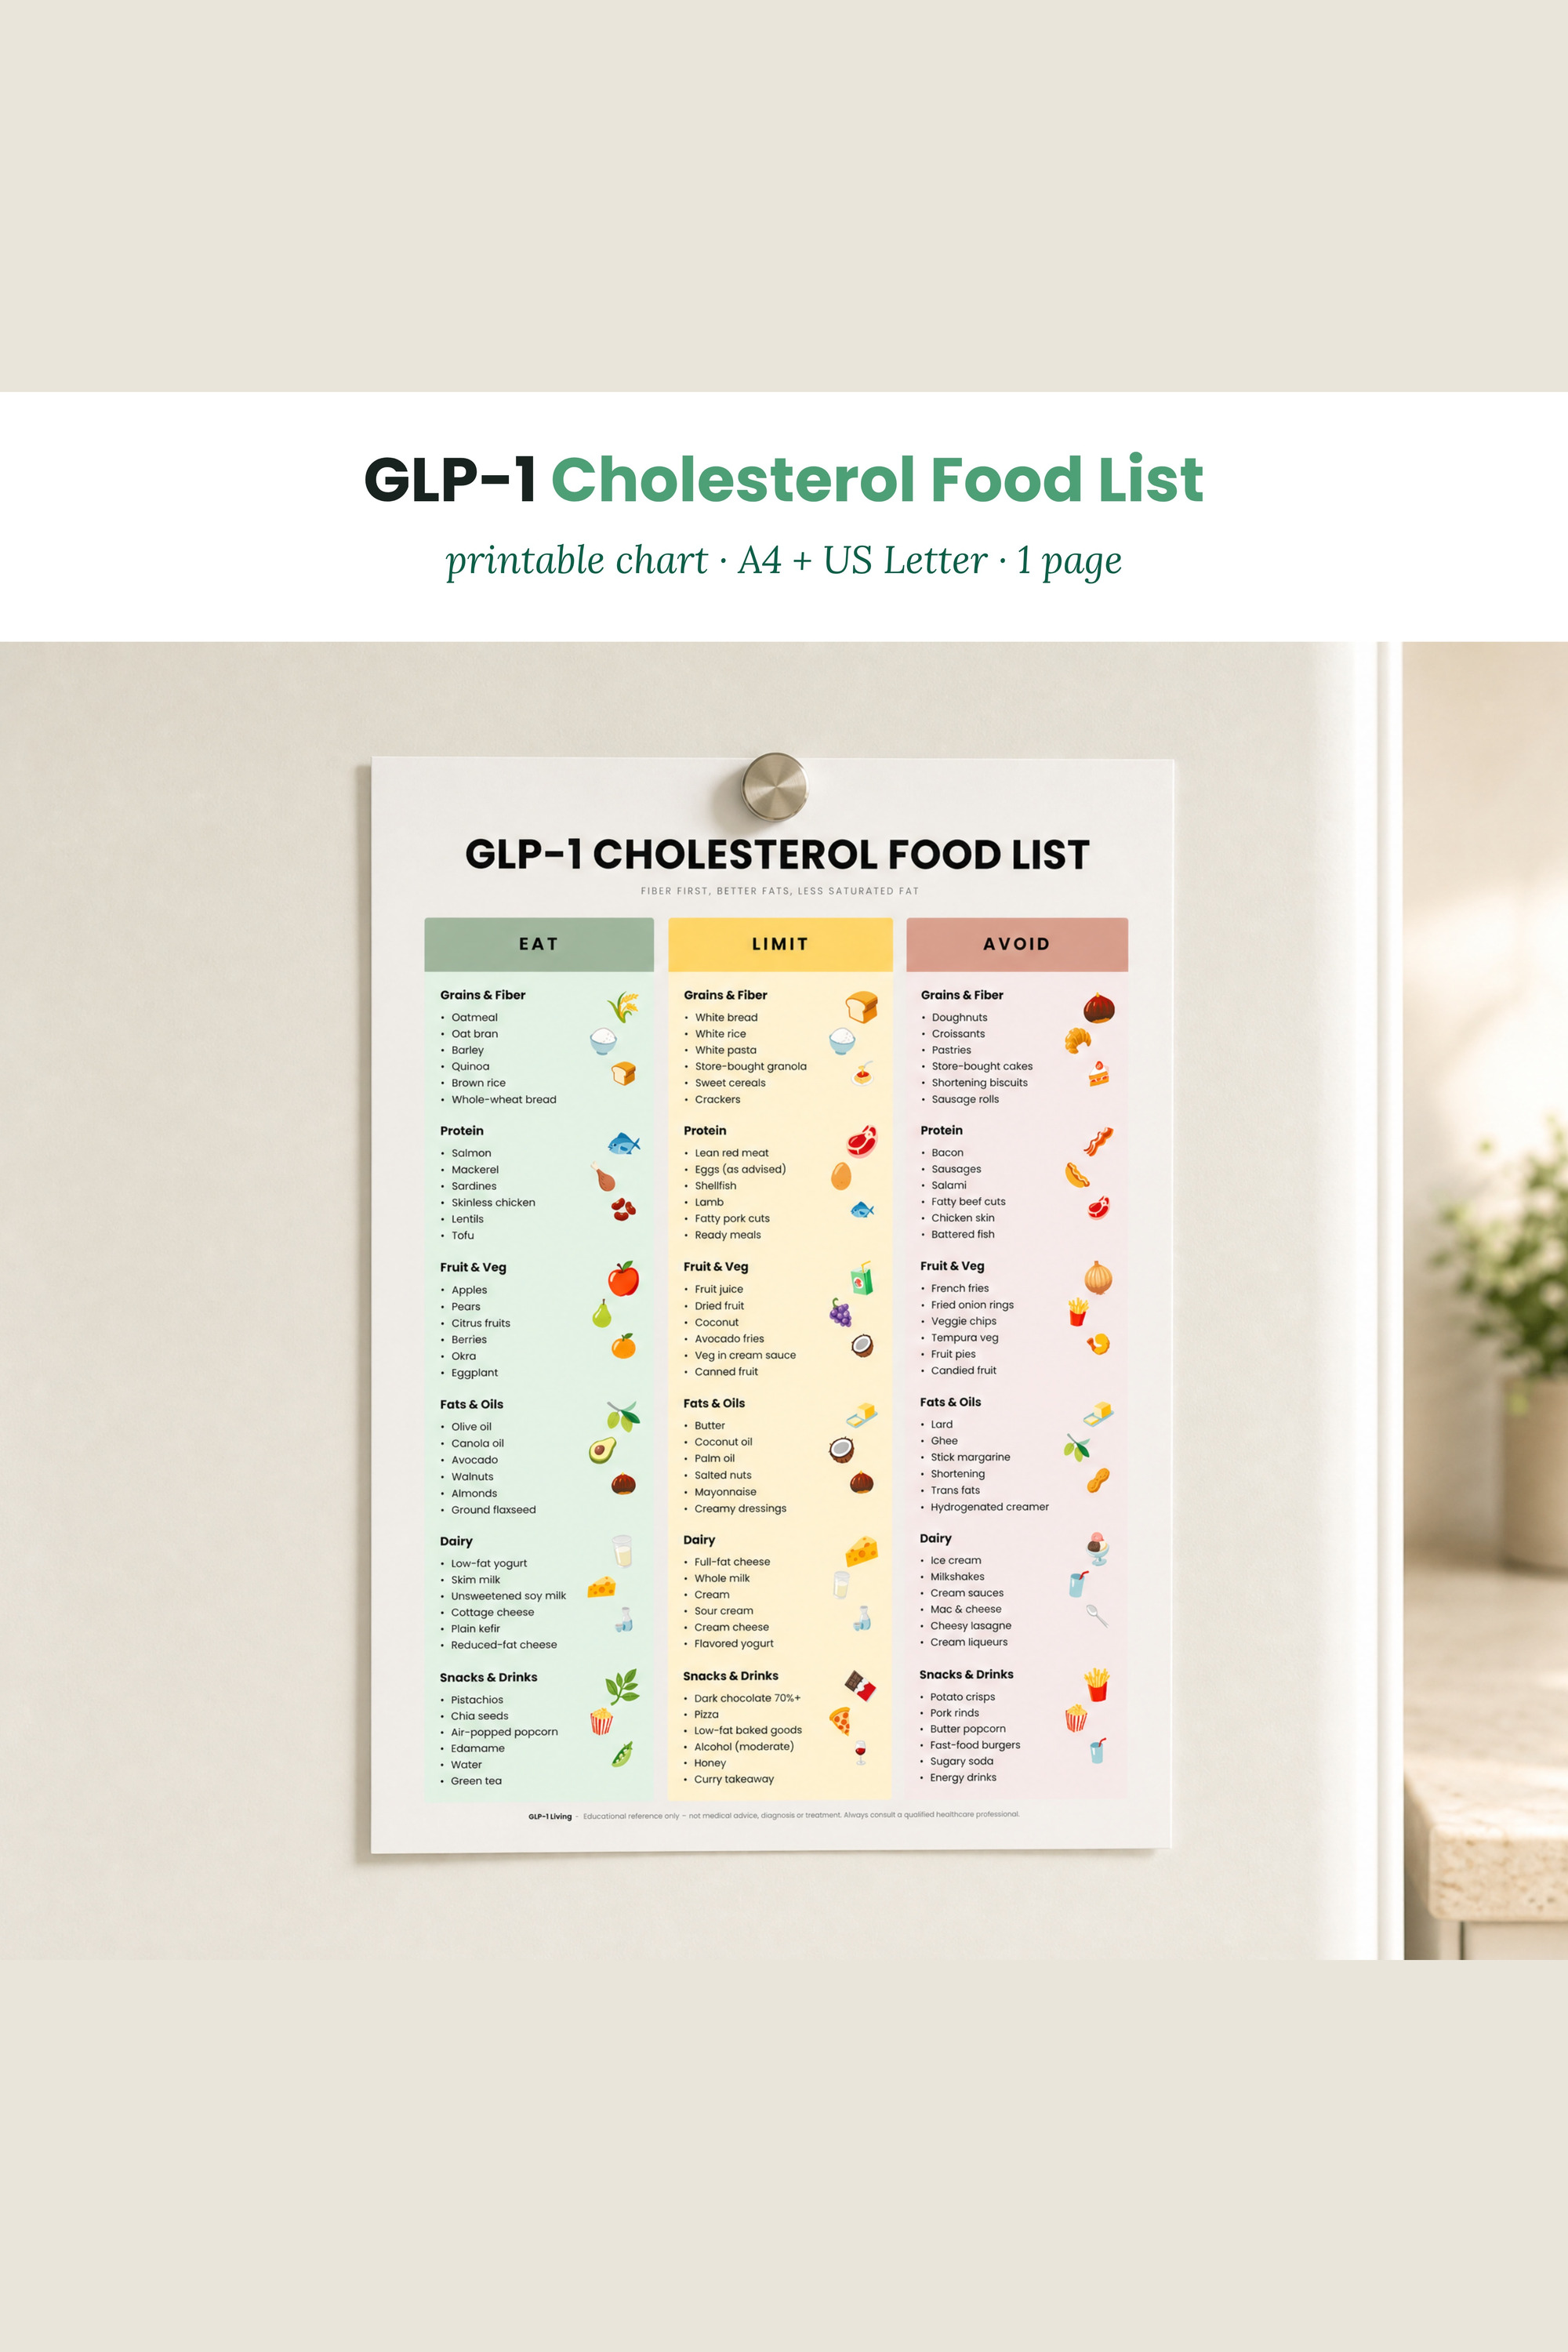 GLP-1 Cholesterol Food List
printable chart · A4 + US Letter · 1 page
GLP-1 CHOLESTEROL FOOD LIST
FIBER FIRST, BETTER FATS, LESS SATURATED FAT
EAT
Grains & Fiber
• Oatmeal
• Oat bran
• Barley
• Quinoa
• Brown rice
• Whole-wheat bread
Protein
• Salmon
• Mackerel
• Sardines
• Skinless chicken
• Lentils
• Tofu
Fruit & Veg
• Apples
• Pears
• Citrus fruits
• Berries
• Okra
• Eggplant
Fats & Oils
• Olive oil
• Canola oil
• Avocado
• Walnuts
• Almonds
• Ground flaxseed
Dairy
• Low-fat yogurt
• Skim milk
• Unsweetened soy milk
• Cottage cheese
• Plain kefir
• Reduced-fat cheese
Snacks & Drinks
• Pistachios
• Chia seeds
• Air-popped popcorn
• Edamame
• Water
• Green tea
LIMIT
Grains & Fiber
• White bread
• White rice
• White pasta
• Store-bought granola
• Sweet cereals
• Crackers
Protein
• Lean red meat
• Eggs (as advised)
• Shellfish
• Lamb
• Fatty pork cuts
• Ready meals
Fruit & Veg
• Fruit juice
• Dried fruit
• Coconut
• Avocado fries
• Veg in cream sauce
• Canned fruit
Fats & Oils
• Butter
• Coconut oil
• Palm oil
• Salted nuts
• Mayonnaise
• Creamy dressings
Dairy
• Full-fat cheese
• Whole milk
• Cream
• Sour cream
• Cream cheese
• Flavored yogurt
Snacks & Drinks
• Dark chocolate 70%+
• Pizza
• Low-fat baked goods
• Alcohol (moderate)
• Honey
• Curry takeaway
AVOID
Grains & Fiber
• Doughnuts
• Croissants
• Pastries
• Store-bought cakes
• Shortening biscuits
• Sausage rolls
Protein
• Bacon
• Sausages
• Salami
• Fatty beef cuts
• Chicken skin
• Battered fish
Fruit & Veg
• French fries
• Fried onion rings
• Veggie chips
• Tempura veg
• Fruit pies
• Candied fruit
Fats & Oils
• Lard
• Ghee
• Stick margarine
• Shortening
• Trans fats
• Hydrogenated creamer
Dairy
• Ice cream
• Milkshakes
• Cream sauces
• Mac & cheese
• Cheesy lasagne
• Cream liqueurs
Snacks & Drinks
• Potato crisps
• Pork rinds
• Butter popcorn
• Fast-food burgers
• Sugary soda
• Energy drinks
GLP-1 Living · Educational reference only – not medical advice, diagnosis or treatment. Always consult a qualified healthcare professional.